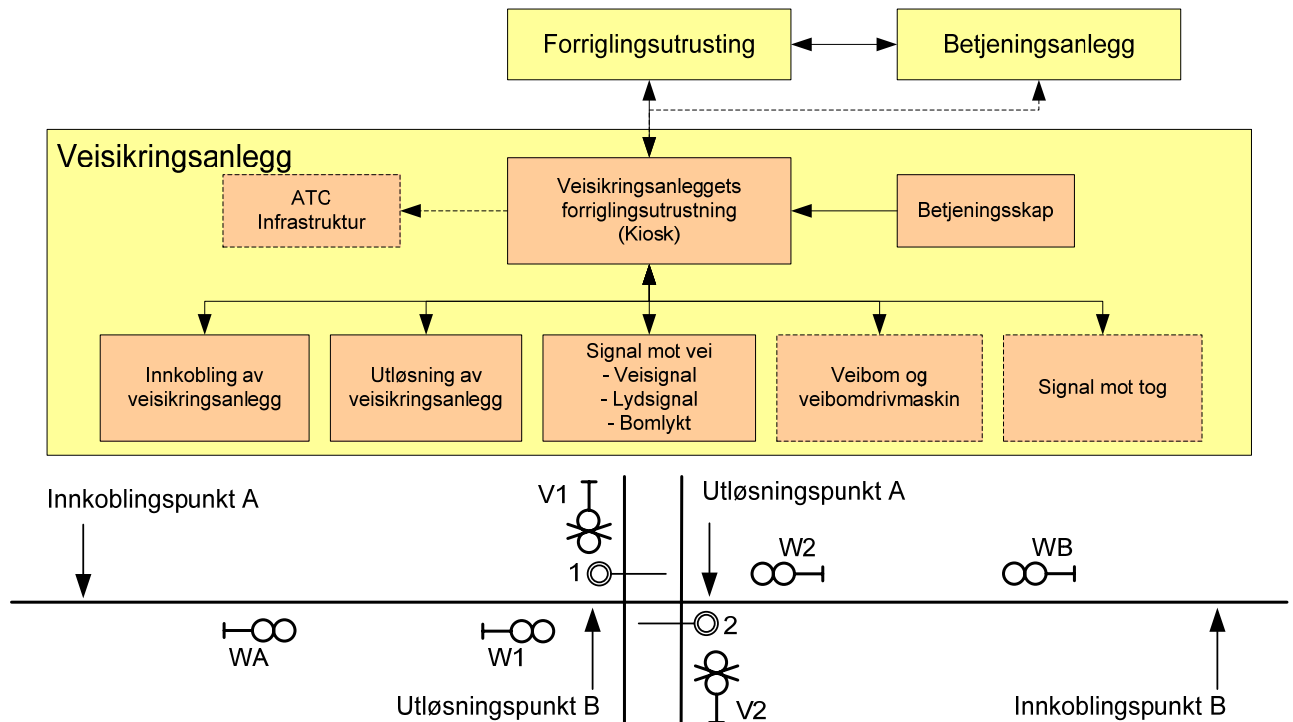 Forriglingsutrusting
Betjeningsanlegg
Veisikringsanlegg
ATC
Infrastruktur
Veisikringsanleggets
forriglingsutrustning
(Kiosk)
Betjeningsskap
Innkobling av
veisikringsanlegg
Utløsning av
veisikringsanlegg
Signal mot vei
- Veisignal
- Lydsignal
- Bomlykt
Veibom og
veibomdrivmaskin
Signal mot tog
Innkoblingspunkt A
V1
Utløsningspunkt A
W2
WB
1
2
WA
W1
Utløsningspunkt B
V2
Innkoblingspunkt B